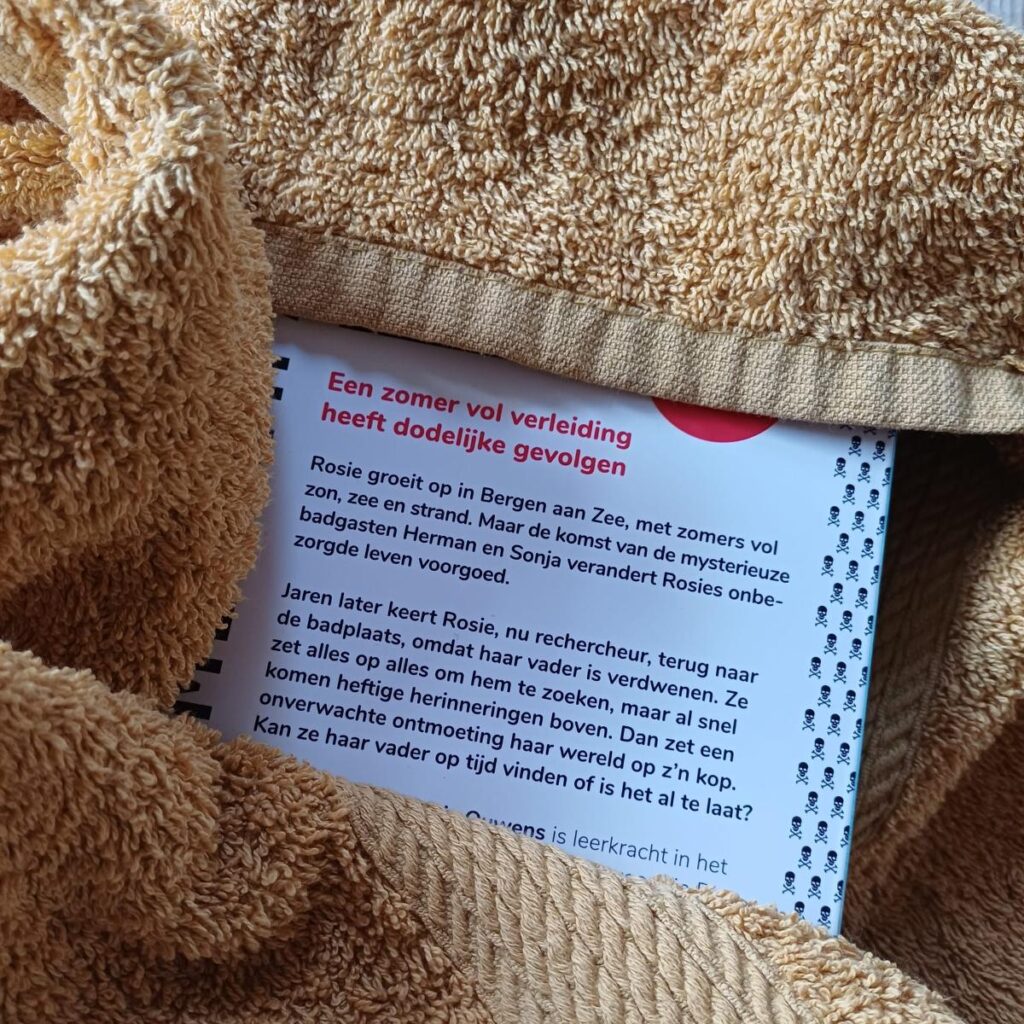 Een zomer vol verleiding
heeft dodelijke gevolgen
Rosie groeit op in Bergen aan Zee, met zomers vol
zon, zee en strand. Maar de komst van de mysterieuze
badgasten Herman en Sonja verandert Rosies onbe-
zorgde leven voorgoed.
Jaren later keert Rosie, nu rechercheur, terug naar
de badplaats, omdat haar vader is verdwenen. Ze
zet alles op alles om hem te zoeken, maar al snel
komen heftige herinneringen boven. Dan zet een
onverwachte ontmoeting haar wereld op z'n kop.
Kan ze haar vader op tijd vinden of is het al te laat?
Ouwens is leerkracht in het